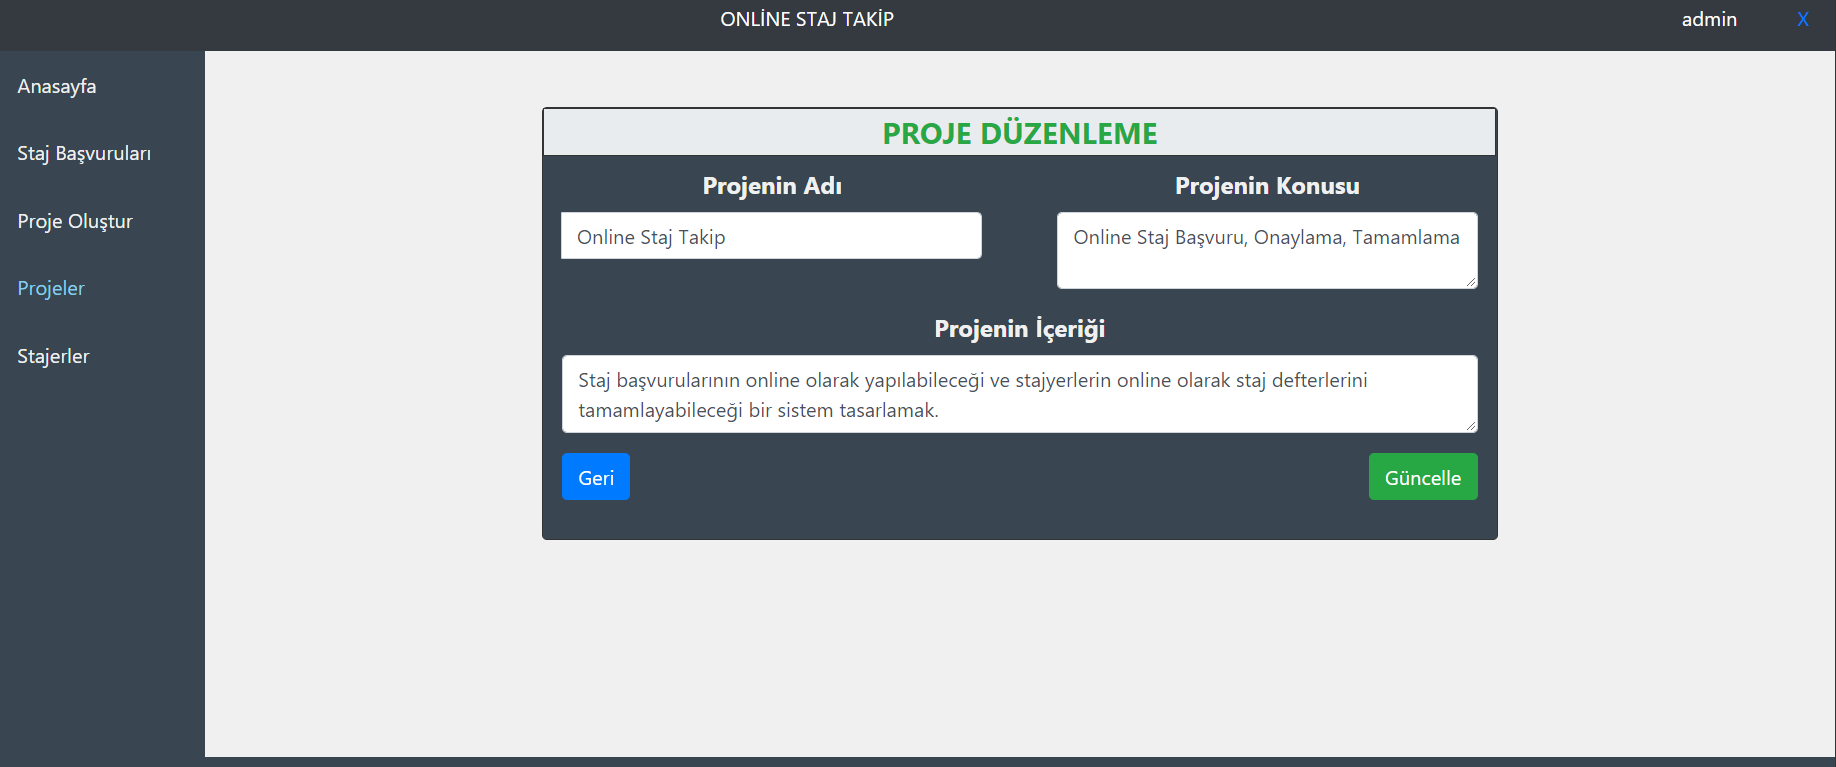 ONLİNE STAJ TAKİP
admin
X
Anasayfa
Staj Başvuruları
Proje Oluştur
Projeler
Stajerler
PROJE DÜZENLEME
Projenin Adı
Online Staj Takip
Projenin Konusu
Online Staj Başvuru, Onaylama, Tamamlama
Projenin İçeriği
Staj başvurularının online olarak yapılabileceği ve stajyerlerin online olarak staj defterlerini
tamamlayabileceği bir sistem tasarlamak.
Geri
Güncelle